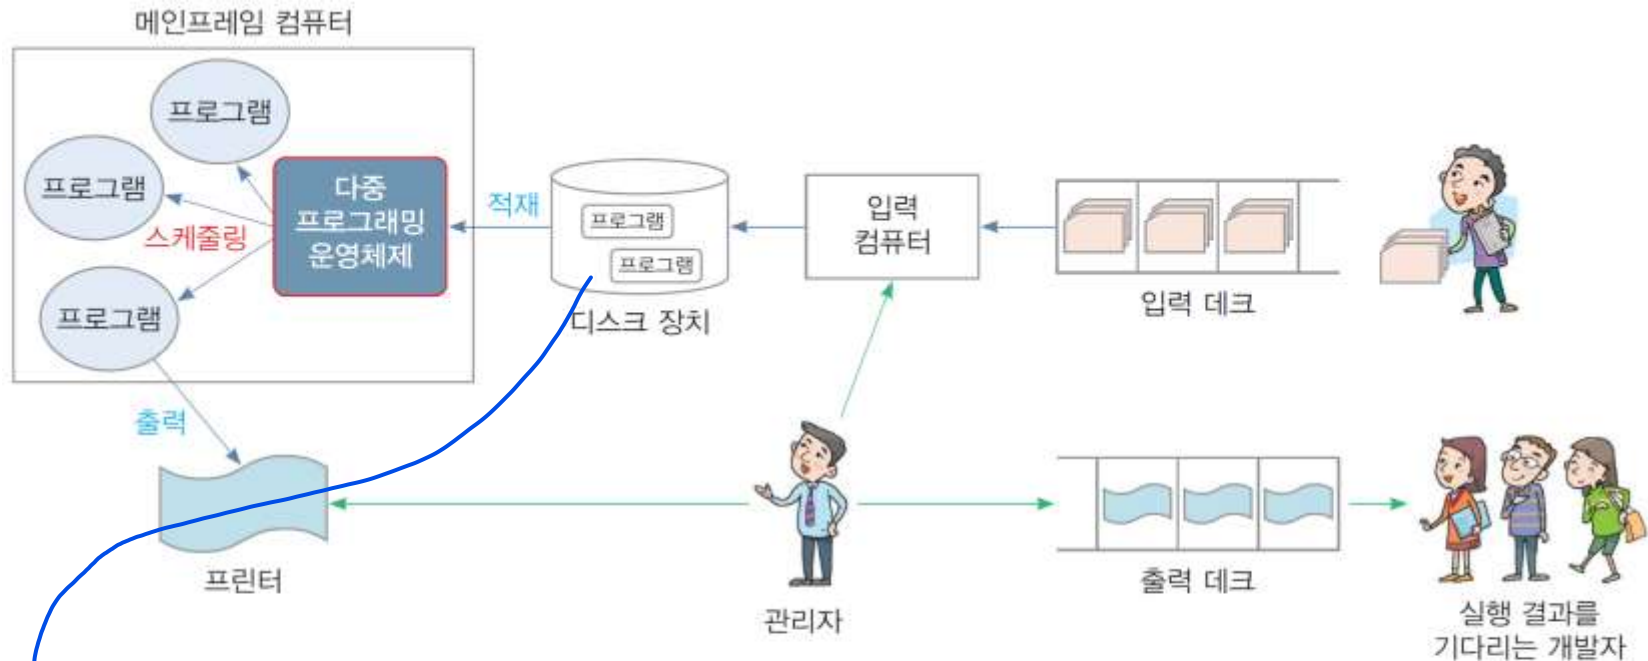 메인프레임 컴퓨터
프로그램
프로그램
스케줄링
프로그램
다중
프로그래밍
운영체제
적재
프로그램
프로그램
디스크 장치
입력
컴퓨터
입력 데크
출력
프린터
관리자
출력 데크
실행 결과를
기다리는 개발자